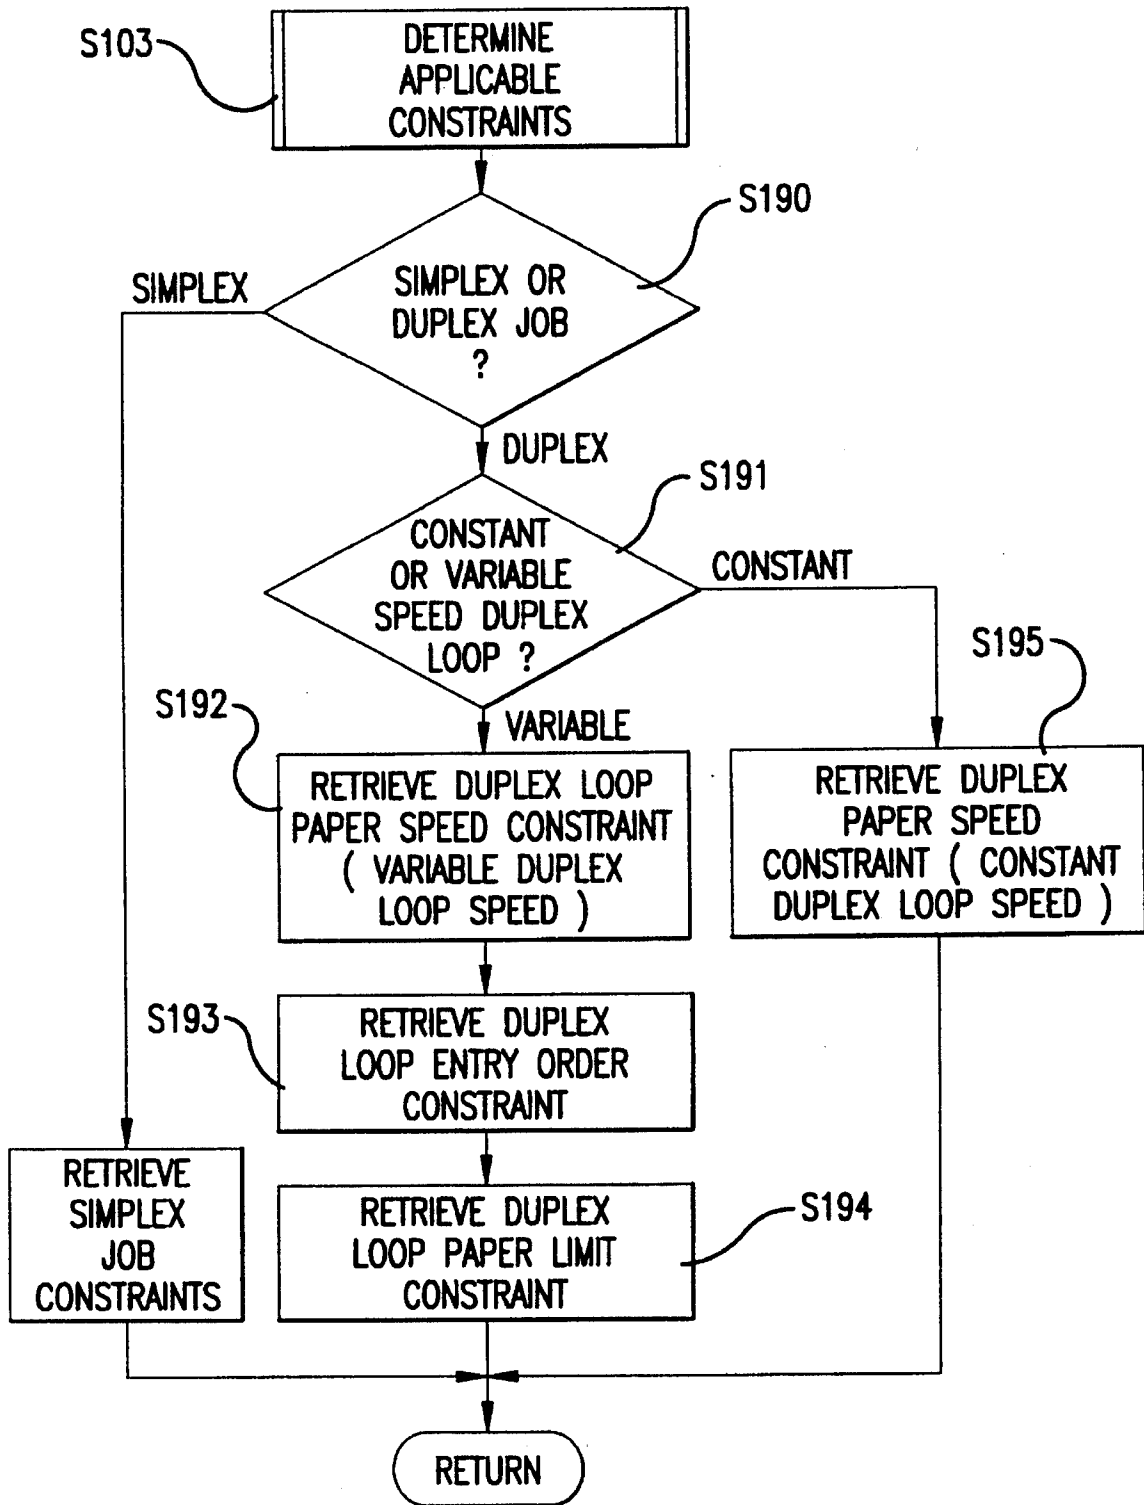 S103
DETERMINE
APPLICABLE
CONSTRAINTS
S190
SIMPLEX
SIMPLEX OR
DUPLEX JOB
?
DUPLEX
S191
CONSTANT
OR VARIABLE
SPEED DUPLEX
LOOP ?
CONSTANT
S195
S192
VARIABLE
RETRIEVE DUPLEX LOOP
PAPER SPEED CONSTRAINT
( VARIABLE DUPLEX
LOOP SPEED )
RETRIEVE DUPLEX
PAPER SPEED
CONSTRAINT ( CONSTANT
DUPLEX LOOP SPEED )
S193
RETRIEVE DUPLEX
LOOP ENTRY ORDER
CONSTRAINT
RETRIEVE
SIMPLEX
JOB
CONSTRAINTS
RETRIEVE DUPLEX
LOOP PAPER LIMIT
CONSTRAINT
S194
RETURN